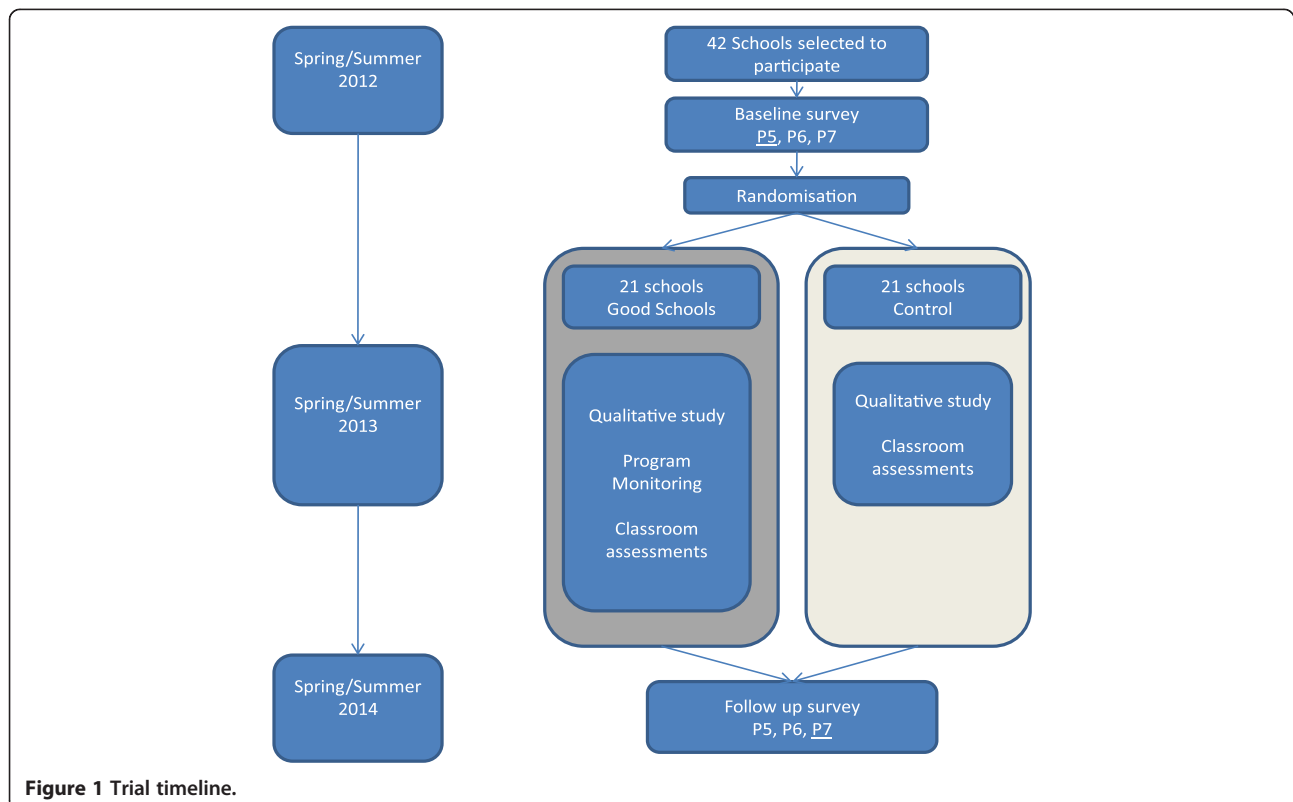 Spring/Summer
2012
42 Schools selected to
participate
Baseline survey
P5, P6, P7
Randomisation
21 schools
Good Schools
21 schools
Control
Spring/Summer
2013
Qualitative study
Program
Monitoring
Classroom
assessments
Qualitative study
Classroom
assessments
Spring/Summer
2014
Follow up survey
P5, P6, P7
Figure 1 Trial timeline.